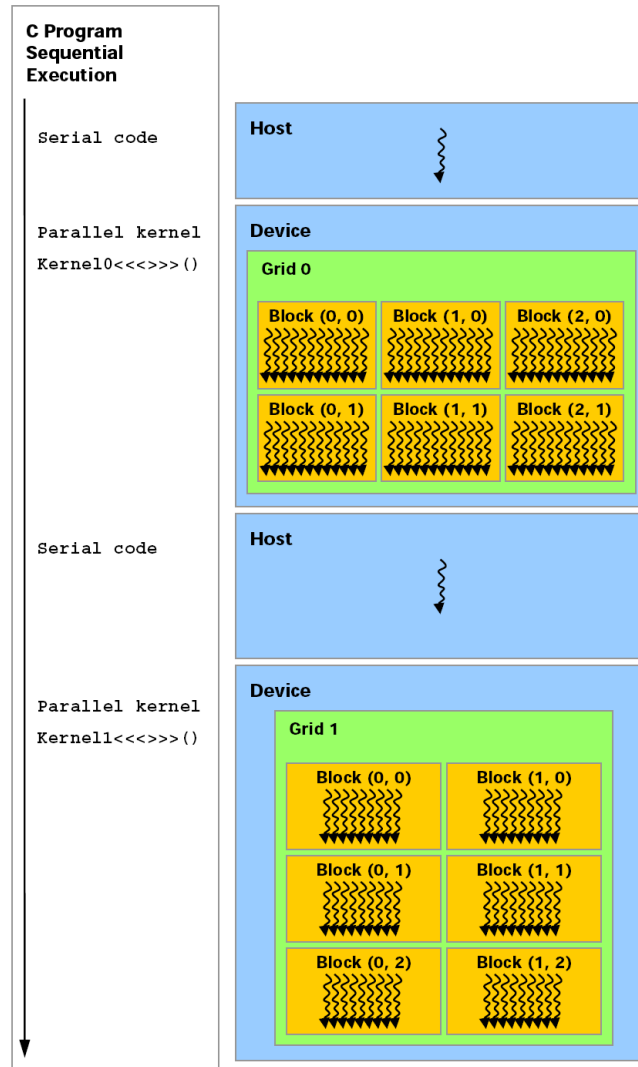 C Program
Sequential
Execution
Serial code
Host
Parallel kernel
Kernel0<<<>>>()
Device
Grid 0
Block (0, 0)
Block (1, 0)
Block (2, 0)
Block (0, 1)
Block (1, 1)
Block (2, 1)
Serial code
Host
Parallel kernel
Kernel1<<<>>>()
Device
Grid 1
Block (0, 0)
Block (1, 0)
Block (0, 1)
Block (1, 1)
Block (0, 2)
Block (1, 2)